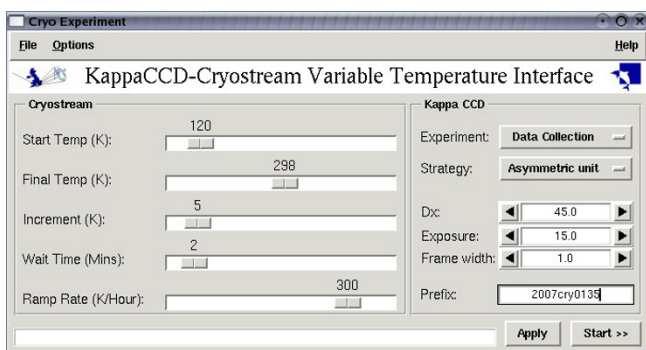 Cryo Experiment
File Options Help
KappaCCD-Cryostream Variable Temperature Interface
Cryostream
120
Start Temp (K):
298
Final Temp (K):
5
Increment (K):
2
Wait Time (Mins):
300
Ramp Rate (K/Hour):
Kappa CCD
Experiment: Data Collection
Strategy: Asymmetric unit
Dx: 45.0
Exposure: 15.0
Frame width: 1.0
Prefix: 2007cry0135
Apply Start >>